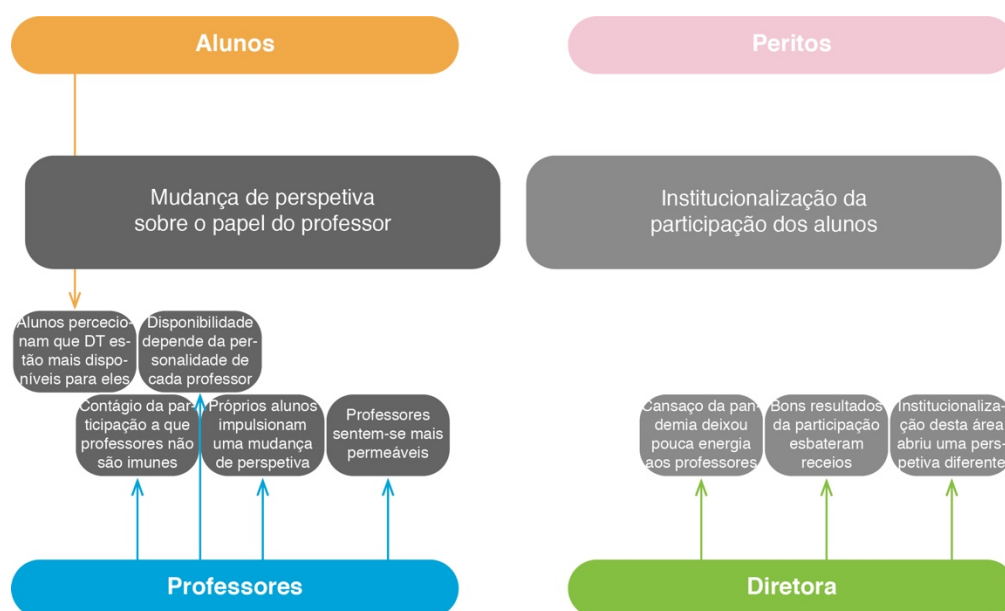 Alunos
Peritos
Mudança de perspetiva
sobre o papel do professor
Institucionalização da
participação dos alunos
Alunos percecio-
nam que DT es-
tão mais dispo-
níveis para eles
Disponibilidade
depende da per-
sonalidade de
cada professor
Contágio da par-
ticipação a que
professores não
são imunes
Próprios alunos
impulsionam
uma mudança
de perspetiva
Professores
sentem-se mais
permeáveis
Cansaço da pan-
demia deixou
pouca energia
aos professores
Bons resultados
da participação
esbateram
receios
Institucionaliza-
ção desta área
abriu uma pers-
petiva diferente
Professores
Diretora